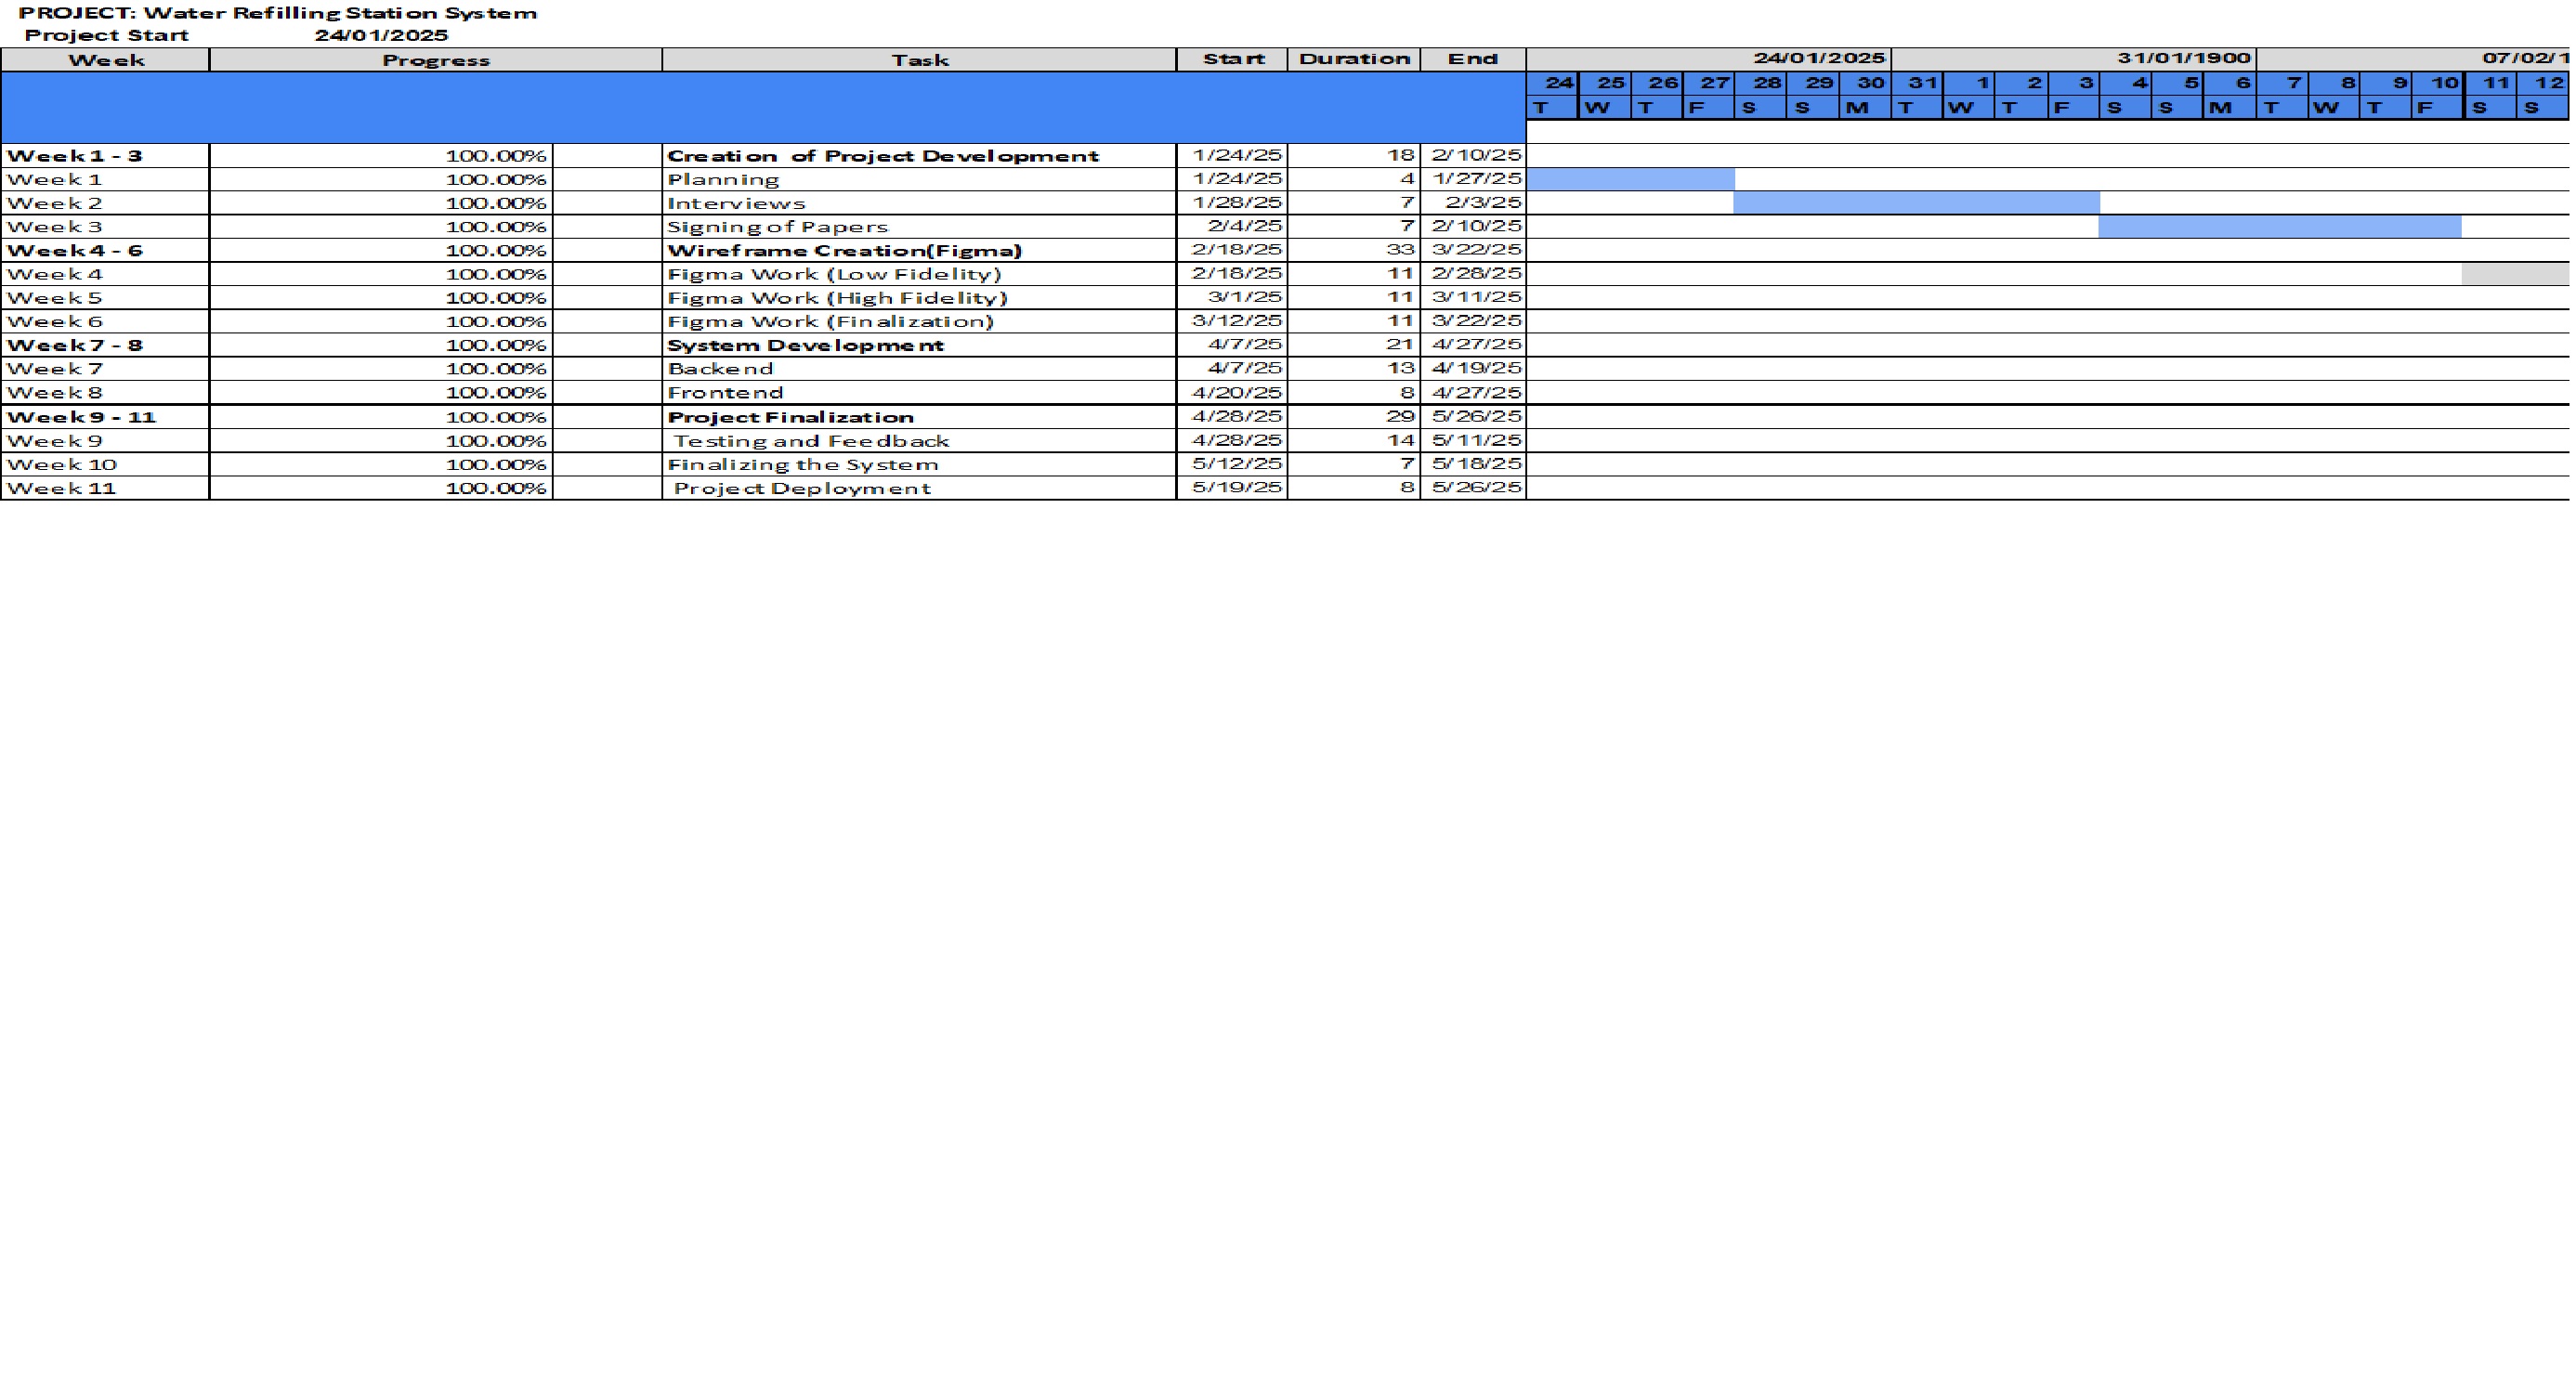 PROJECT: Water Refilling Station System
Project Start 24/01/2025
Week Progress Task Start Duration End 24/01/2025 31/01/1900 07/02/1
24 25 26 27 28 29 30 31 1 2 3 4 5 6 7 8 9 10 11 12
T W T F S S M T W T F S S M T W T F S S
Week 1 - 3 100.00% Creation of Project Development 1/24/25 18 2/10/25
Week 1 100.00% Planning 1/24/25 4 1/27/25
Week 2 100.00% Interviews 1/28/25 7 2/3/25
Week 3 100.00% Signing of Papers 2/4/25 7 2/10/25
Week 4 - 6 100.00% Wireframe Creation(Figma) 2/18/25 33 3/22/25
Week 4 100.00% Figma Work (Low Fidelity) 2/18/25 11 2/28/25
Week 5 100.00% Figma Work (High Fidelity) 3/1/25 11 3/11/25
Week 6 100.00% Figma Work (Finalization) 3/12/25 11 3/22/25
Week 7 - 8 100.00% System Development 4/7/25 21 4/27/25
Week 7 100.00% Backend 4/7/25 13 4/19/25
Week 8 100.00% Frontend 4/20/25 8 4/27/25
Week 9 - 11 100.00% Project Finalization 4/28/25 29 5/26/25
Week 9 100.00% Testing and Feedback 4/28/25 14 5/11/25
Week 10 100.00% Finalizing the System 5/12/25 7 5/18/25
Week 11 100.00% Project Deployment 5/19/25 8 5/26/25